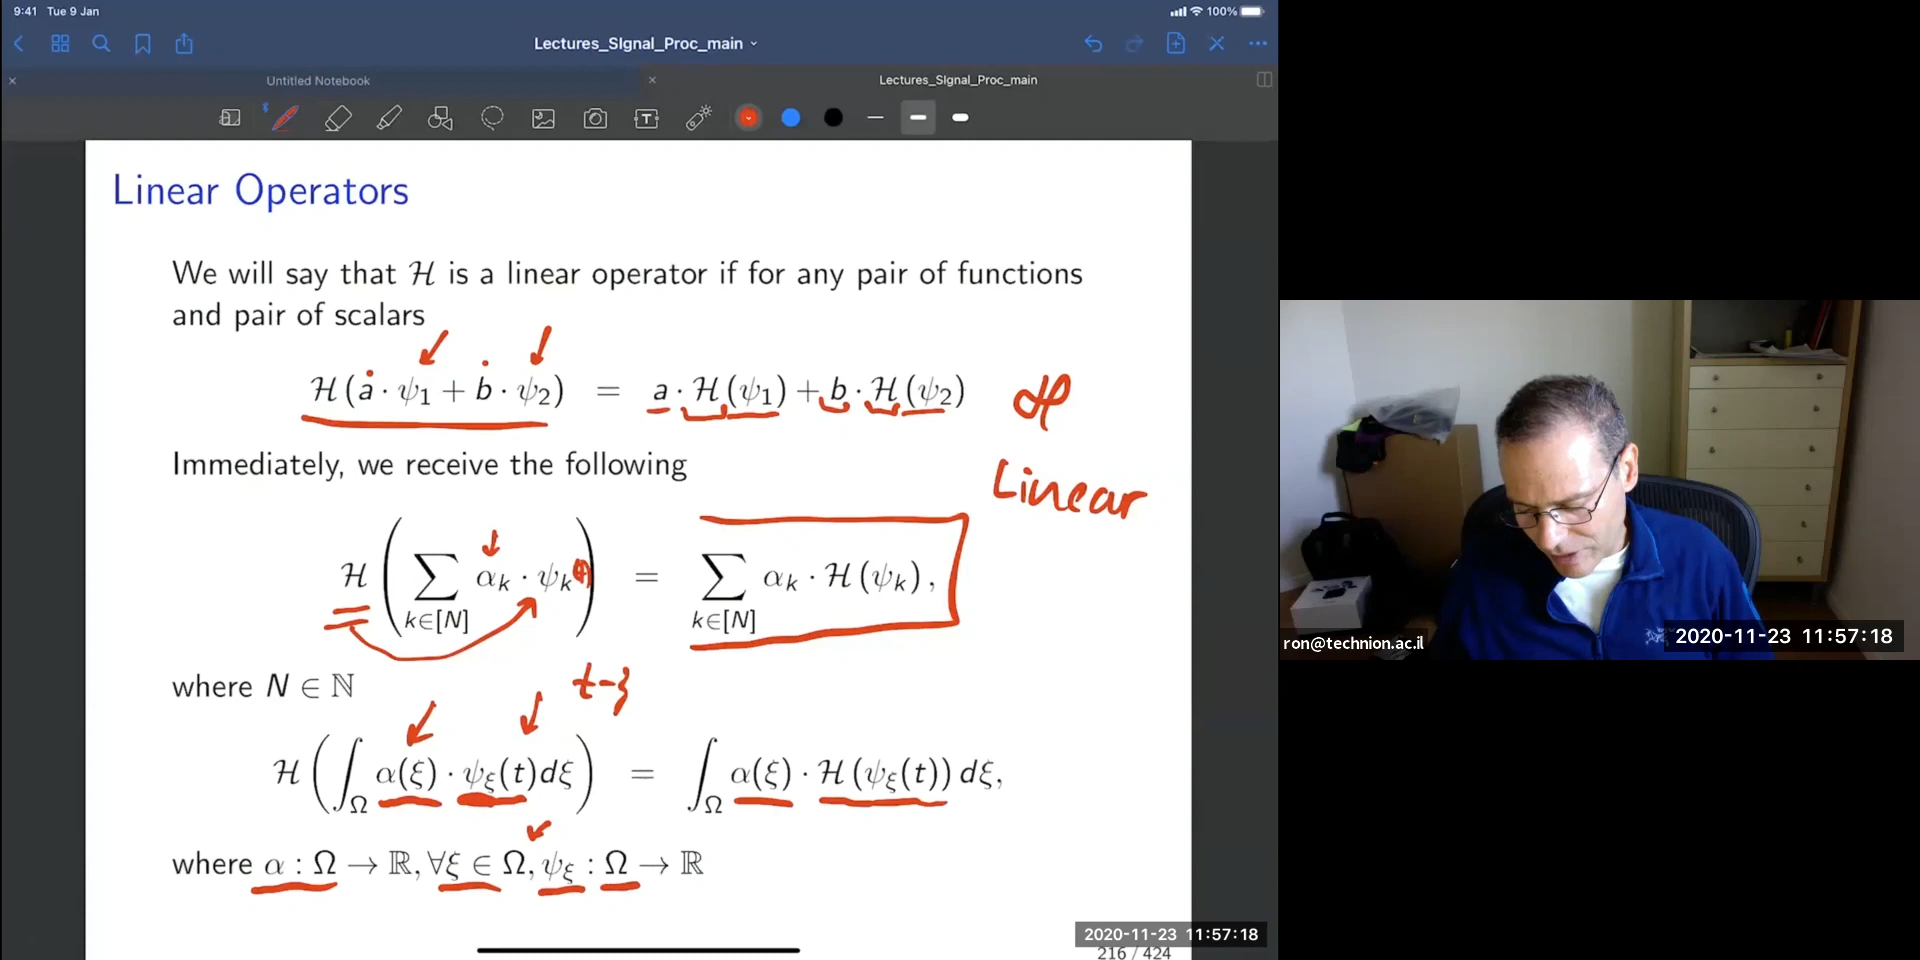 9:41 Tue 9 Jan
100%
Lectures_SIgnal_Proc_main
Untitled Notebook
Lectures_SIgnal_Proc_main
T
Linear Operators
We will say that ℋ is a linear operator if for any pair of functions
and pair of scalars
ℋ(a · ψ₁ + b · ψ₂) = a · ℋ(ψ₁) + b · ℋ(ψ₂)
ℋ
Immediately, we receive the following
Linear
ℋ(∑_{k∈[N]} α_k · ψ_k) = ∑_{k∈[N]} α_k · ℋ(ψ_k),
where N ∈ ℕ
t-ξ
ℋ(∫_Ω α(ξ) · ψ_ξ(t)dξ) = ∫_Ω α(ξ) · ℋ(ψ_ξ(t)) dξ,
where α : Ω → ℝ, ∀ξ ∈ Ω, ψ_ξ : Ω → ℝ
2020-11-23 11:57:18
216 / 424
ron@technion.ac.il
2020-11-23 11:57:18